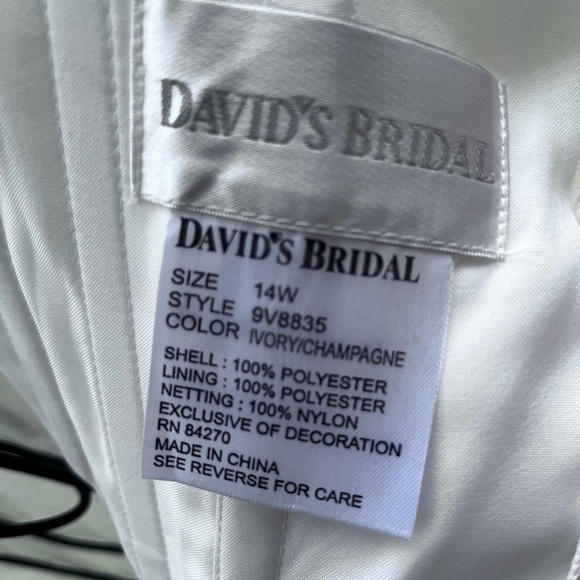 DAVID'S BRIDAL
DAVID'S BRIDAL
SIZE 14W
STYLE 9V8835
COLOR IVORY/CHAMPAGNE
SHELL : 100% POLYESTER
LINING : 100% POLYESTER
NETTING : 100% NYLON
EXCLUSIVE OF DECORATION
RN 84270
MADE IN CHINA
SEE REVERSE FOR CARE